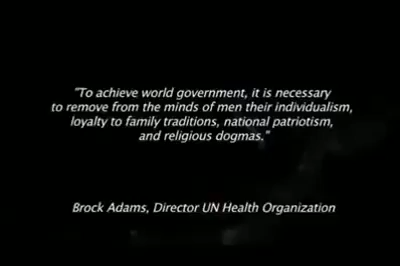 "To achieve world government, it is necessary
to remove from the minds of men their individualism,
loyalty to family traditions, national patriotism,
and religious dogmas."
Brock Adams, Director UN Health Organization